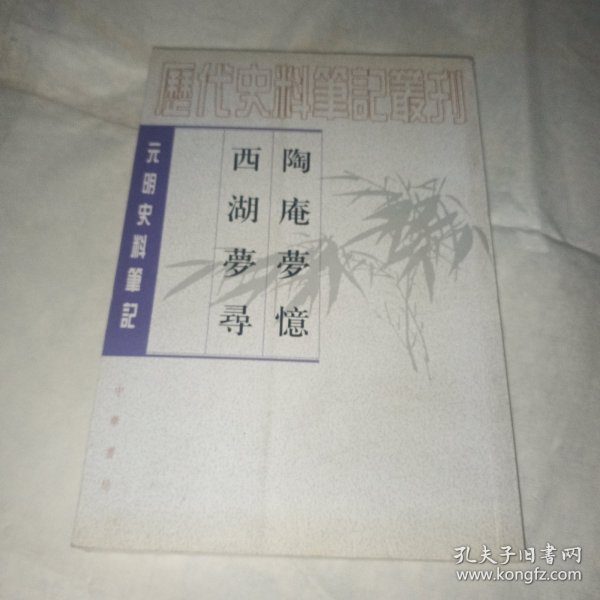 歷代史料筆記叢刊
元明史料筆記
陶庵夢憶
西湖夢尋
中華書局
孔夫子旧書网
www.kongfz.com